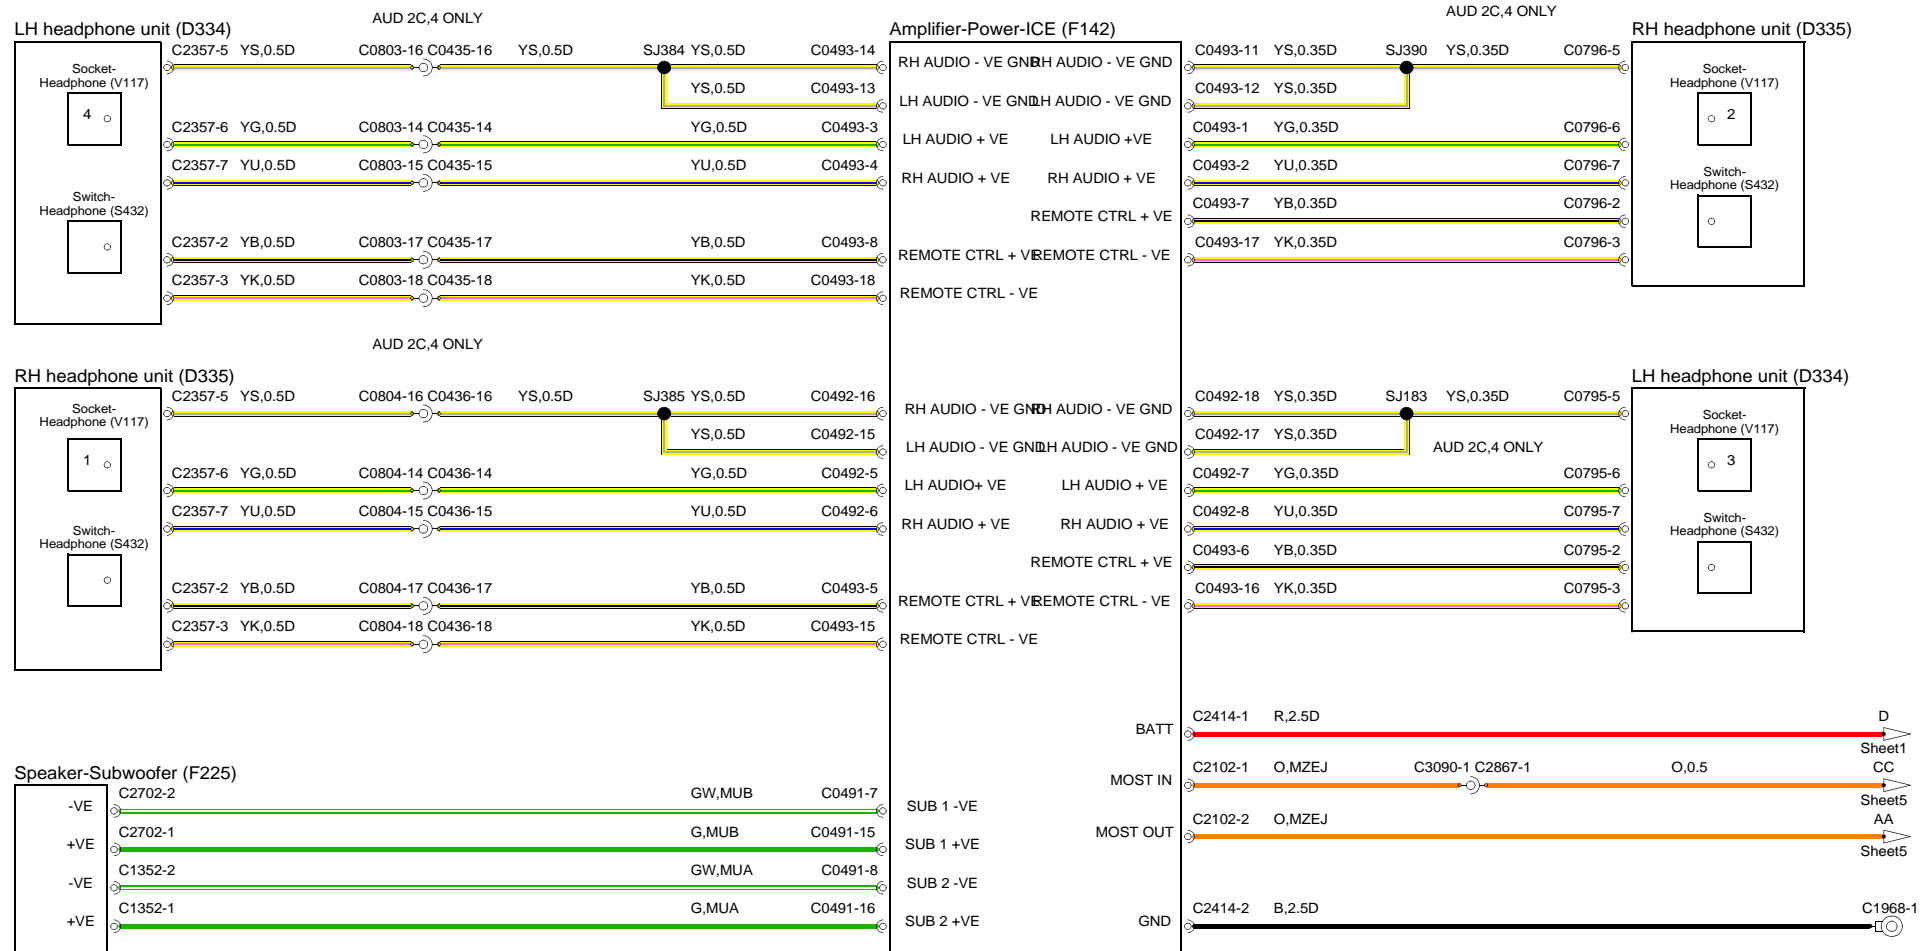 AUD 2C,4 ONLY
AUD 2C,4 ONLY
LH headphone unit (D334)
Amplifier-Power-ICE (F142)
RH headphone unit (D335)
C2357-5 YS,0.5D C0803-16 C0435-16 YS,0.5D SJ384 YS,0.5D C0493-14
RH AUDIO - VE GND RH AUDIO - VE GND
C0493-11 YS,0.35D SJ390 YS,0.35D C0796-5
Socket-
Headphone (V117)
4
YS,0.5D C0493-13
LH AUDIO - VE GND LH AUDIO - VE GND
C0493-12 YS,0.35D
Socket-
Headphone (V117)
2
C2357-6 YG,0.5D C0803-14 C0435-14 YG,0.5D C0493-3
LH AUDIO + VE LH AUDIO +VE
C0493-1 YG,0.35D C0796-6
C2357-7 YU,0.5D C0803-15 C0435-15 YU,0.5D C0493-4
RH AUDIO + VE RH AUDIO + VE
C0493-2 YU,0.35D C0796-7
Switch-
Headphone (S432)
Switch-
Headphone (S432)
REMOTE CTRL + VE
C0493-7 YB,0.35D C0796-2
C2357-2 YB,0.5D C0803-17 C0435-17 YB,0.5D C0493-8
REMOTE CTRL + VE REMOTE CTRL - VE
C0493-17 YK,0.35D C0796-3
C2357-3 YK,0.5D C0803-18 C0435-18 YK,0.5D C0493-18
REMOTE CTRL - VE
AUD 2C,4 ONLY
RH headphone unit (D335)
LH headphone unit (D334)
C2357-5 YS,0.5D C0804-16 C0436-16 YS,0.5D SJ385 YS,0.5D C0492-16
RH AUDIO - VE GND RH AUDIO - VE GND
C0492-18 YS,0.35D SJ183 YS,0.35D C0795-5
Socket-
Headphone (V117)
1
YS,0.5D C0492-15
LH AUDIO - VE GND LH AUDIO - VE GND
C0492-17 YS,0.35D
AUD 2C,4 ONLY
Socket-
Headphone (V117)
3
C2357-6 YG,0.5D C0804-14 C0436-14 YG,0.5D C0492-5
LH AUDIO+ VE LH AUDIO + VE
C0492-7 YG,0.35D C0795-6
C2357-7 YU,0.5D C0804-15 C0436-15 YU,0.5D C0492-6
RH AUDIO + VE RH AUDIO + VE
C0492-8 YU,0.35D C0795-7
Switch-
Headphone (S432)
Switch-
Headphone (S432)
REMOTE CTRL + VE
C0493-6 YB,0.35D C0795-2
C2357-2 YB,0.5D C0804-17 C0436-17 YB,0.5D C0493-5
REMOTE CTRL + VE REMOTE CTRL - VE
C0493-16 YK,0.35D C0795-3
C2357-3 YK,0.5D C0804-18 C0436-18 YK,0.5D C0493-15
REMOTE CTRL - VE
BATT C2414-1 R,2.5D D
Sheet1
Speaker-Subwoofer (F225)
MOST IN C2102-1 O,MZEJ C3090-1 C2867-1 O,0.5 CC
Sheet5
-VE C2702-2 GW,MUB C0491-7 SUB 1 -VE
MOST OUT C2102-2 O,MZEJ AA
Sheet5
+VE C2702-1 G,MUB C0491-15 SUB 1 +VE
-VE C1352-2 GW,MUA C0491-8 SUB 2 -VE
+VE C1352-1 G,MUA C0491-16 SUB 2 +VE
GND C2414-2 B,2.5D C1968-1